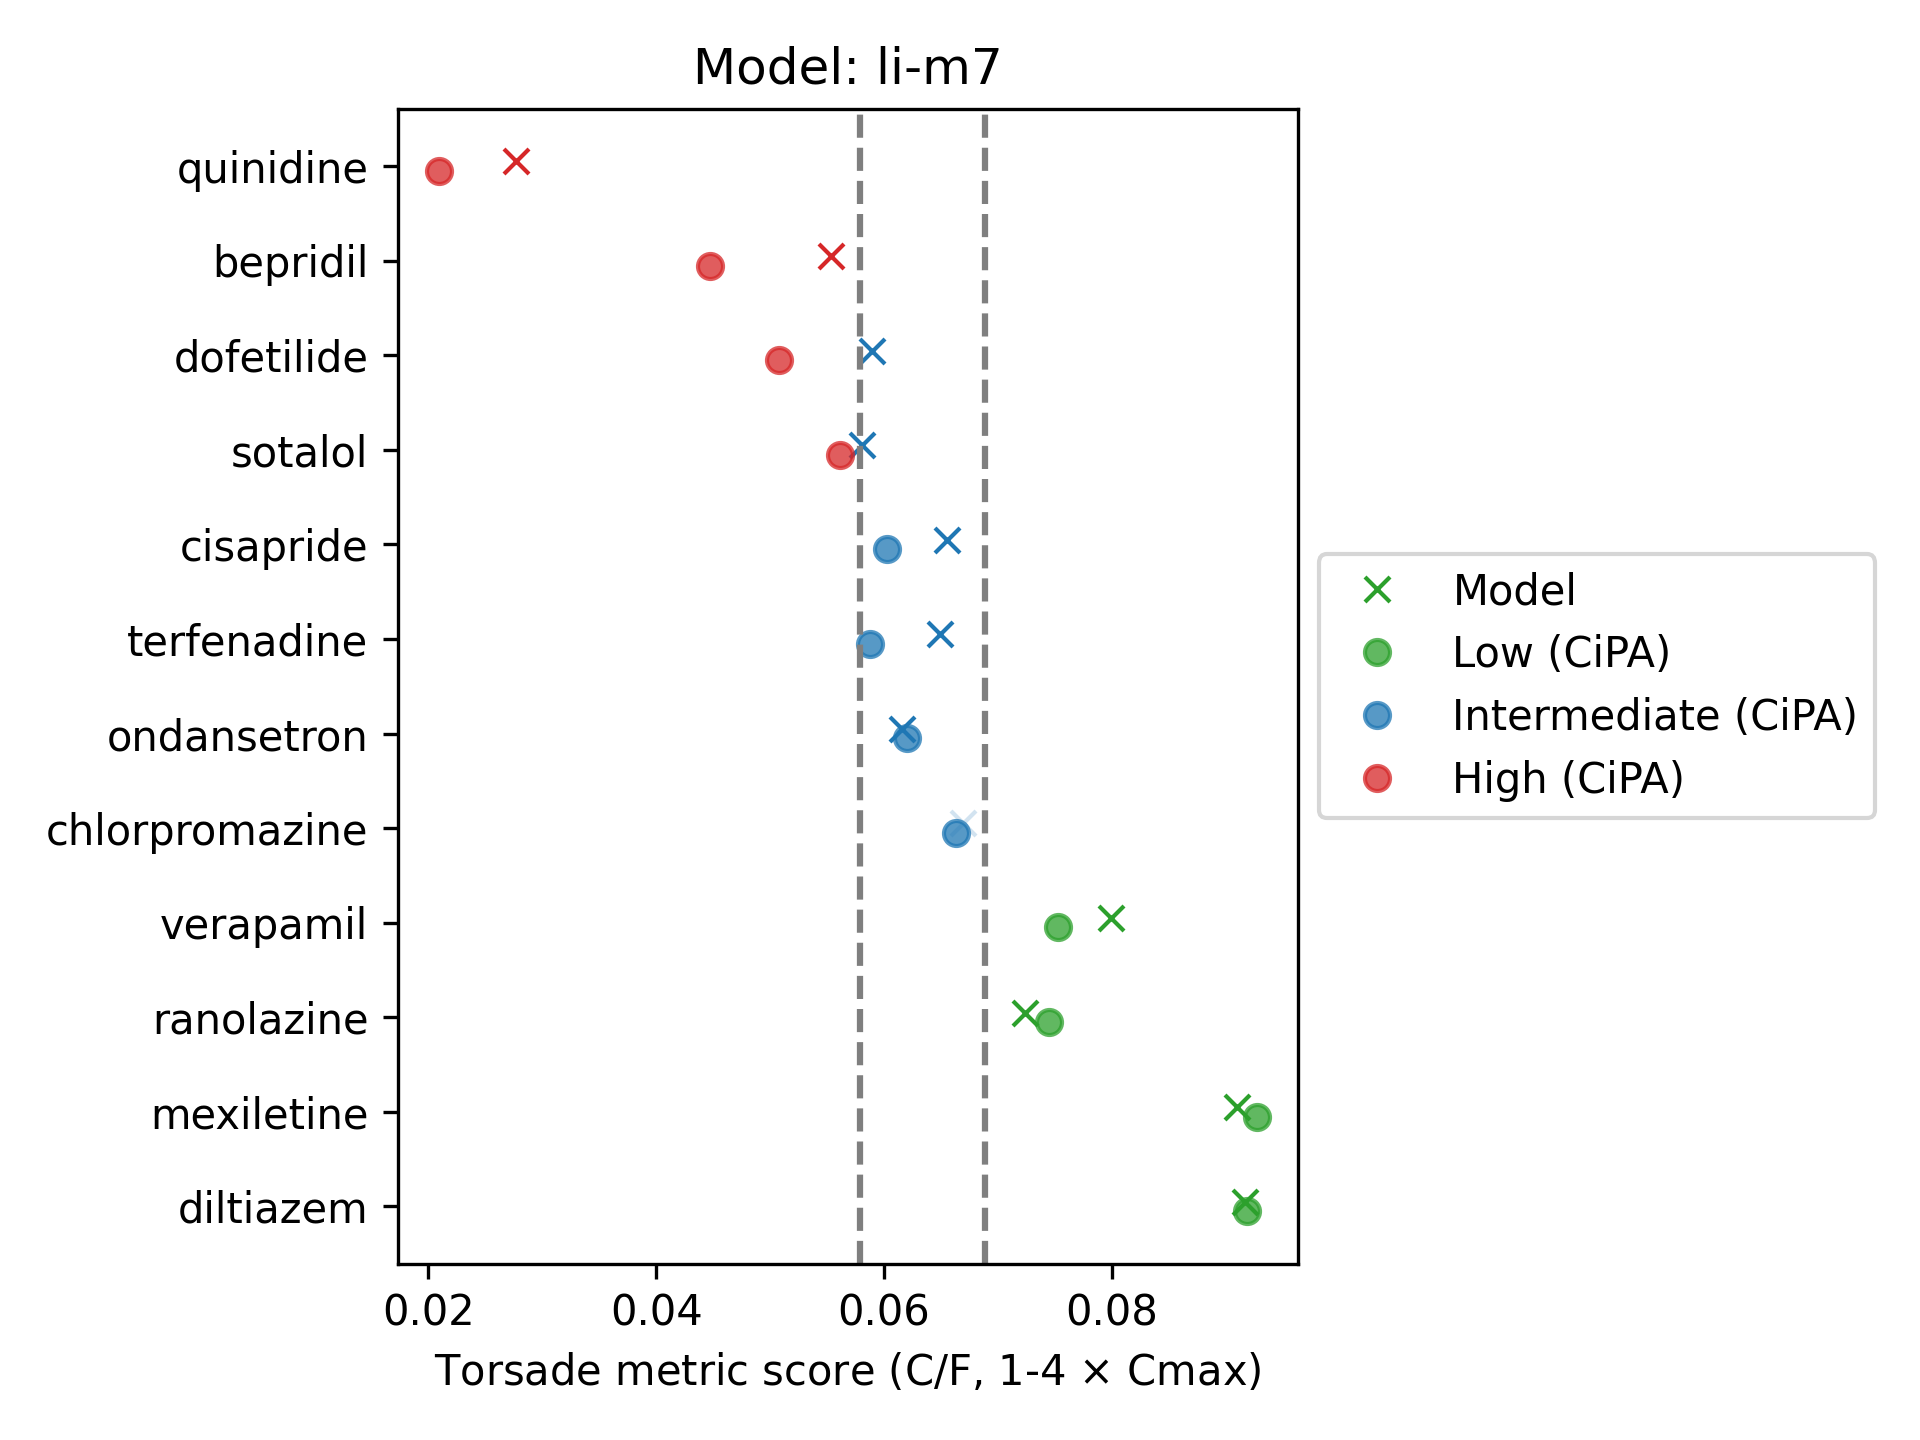 Model: li-m7
quinidine
bepridil
dofetilide
sotalol
cisapride
terfenadine
ondansetron
chlorpromazine
verapamil
ranolazine
mexiletine
diltiazem
0.02 0.04 0.06 0.08
Torsade metric score (C/F, 1-4 × Cmax)
Model
Low (CiPA)
Intermediate (CiPA)
High (CiPA)